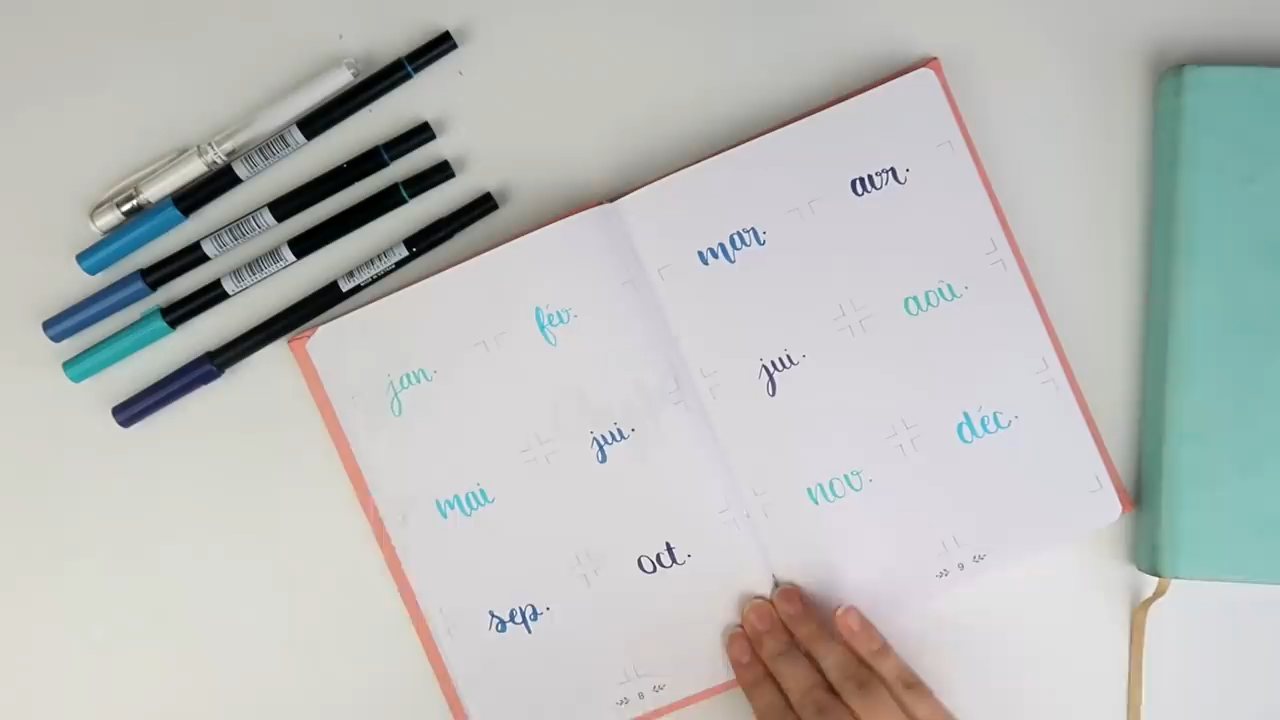 jan. fév.
mar. avr.
mai jui.
jui. aoû.
sep. oct.
nov. déc.
8
9